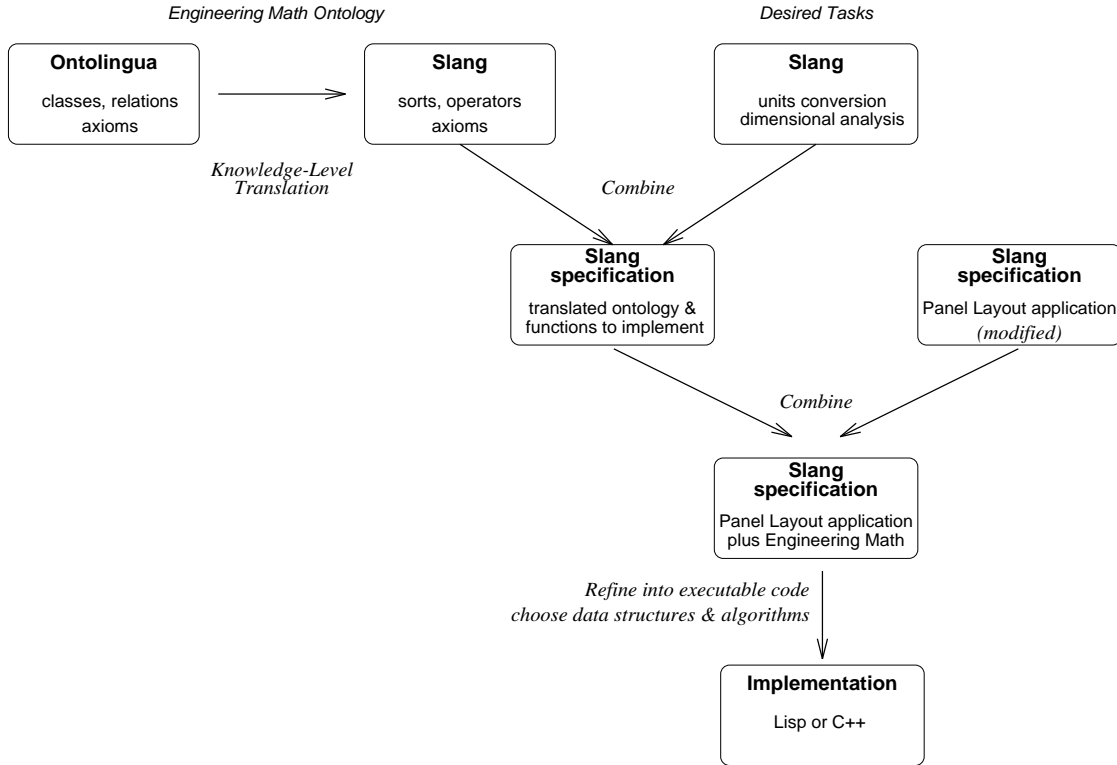 Engineering Math Ontology
Desired Tasks
Ontolingua
classes, relations
axioms
Slang
sorts, operators
axioms
Slang
units conversion
dimensional analysis
Knowledge-Level
Translation
Combine
Slang
specification
translated ontology &
functions to implement
Slang
specification
Panel Layout application
(modified)
Combine
Slang
specification
Panel Layout application
plus Engineering Math
Refine into executable code
choose data structures & algorithms
Implementation
Lisp or C++